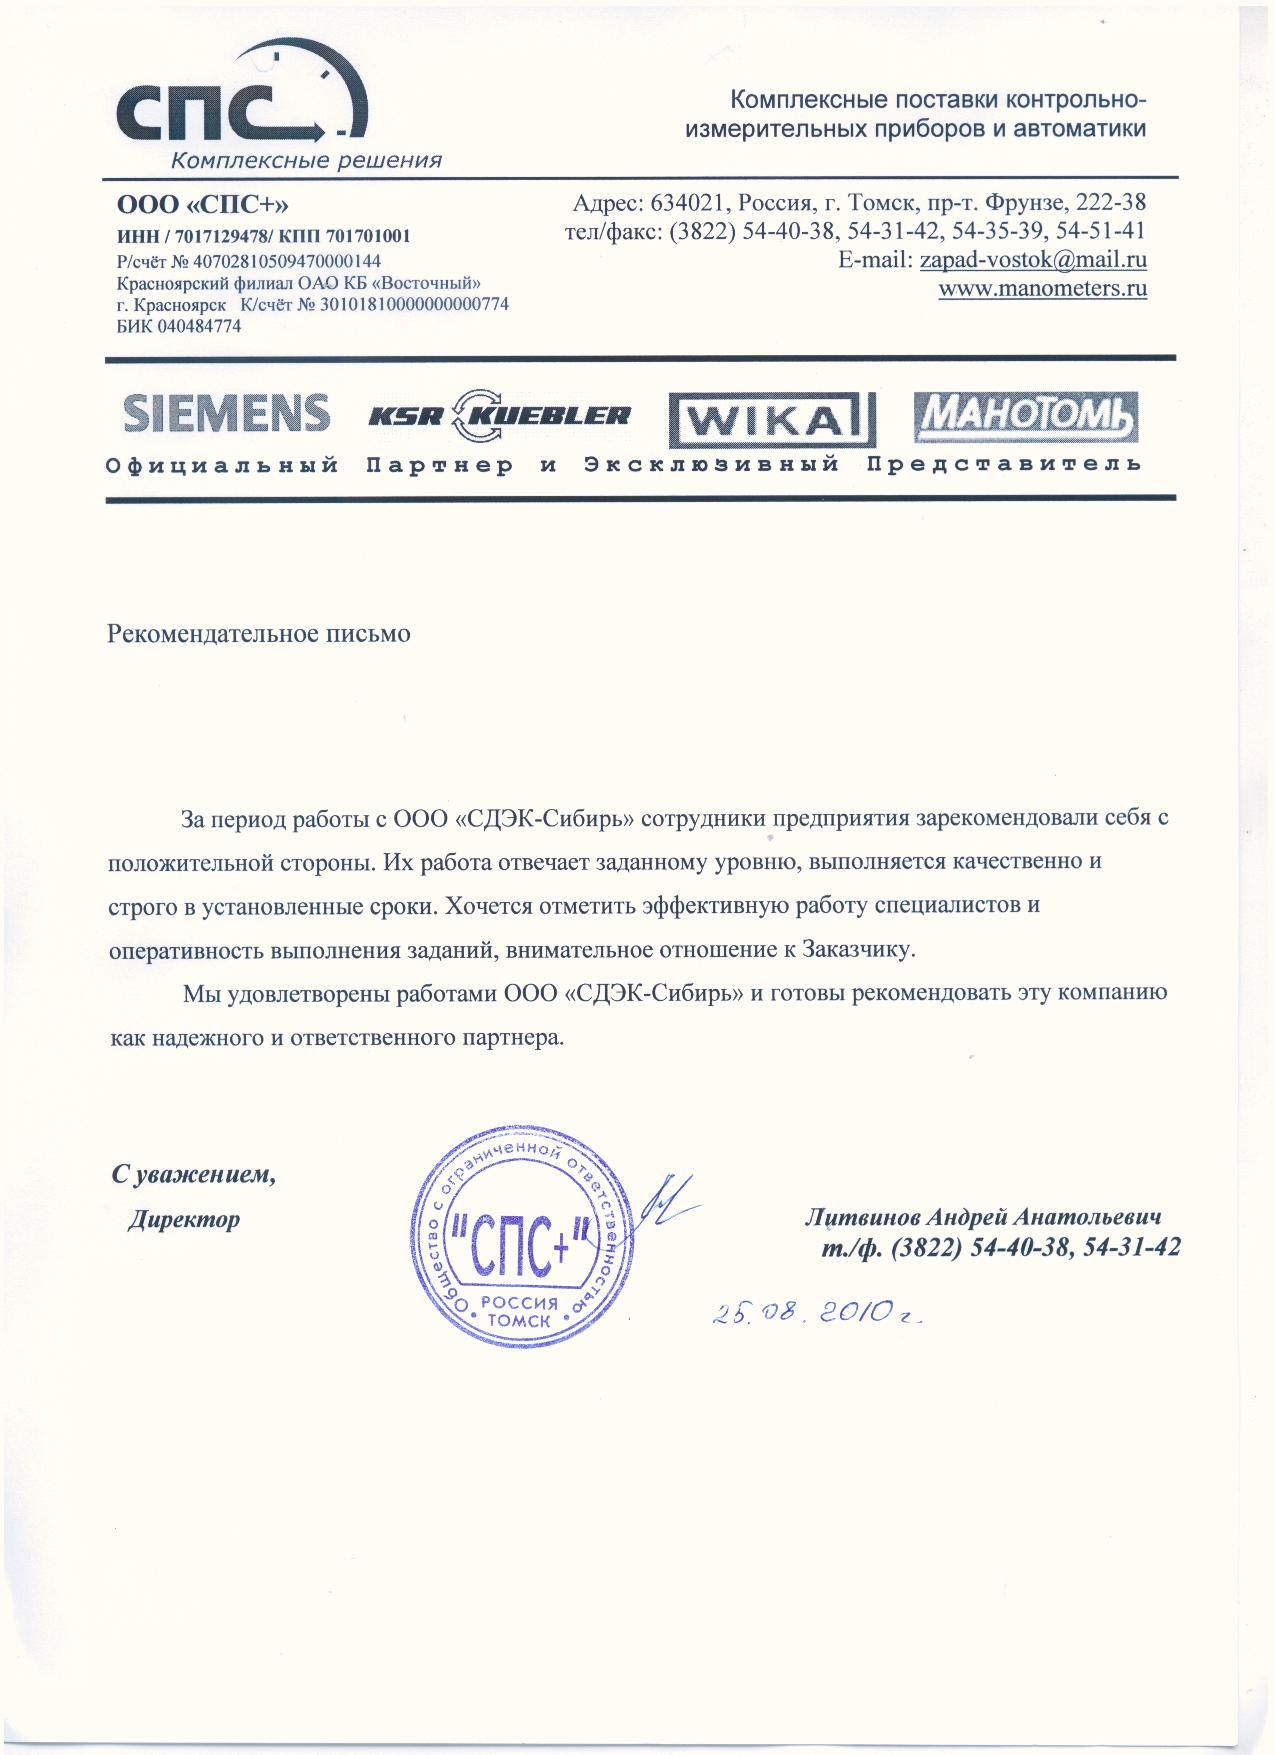 СПС
Комплексные решения
Комплексные поставки контрольно-
измерительных приборов и автоматики
ООО «СПС+»
ИНН / 7017129478/ КПП 701701001
Р/счёт № 40702810509470000144
Красноярский филиал ОАО КБ «Восточный»
г. Красноярск К/счёт № 30101810000000000774
БИК 040484774
Адрес: 634021, Россия, г. Томск, пр-т. Фрунзе, 222-38
тел/факс: (3822) 54-40-38, 54-31-42, 54-35-39, 54-51-41
E-mail: zapad-vostok@mail.ru
www.manometers.ru
SIEMENS KSR KUEBLER WIKA МАНОТОМЬ
Официальный Партнер и Эксклюзивный Представитель
Рекомендательное письмо
За период работы с ООО «СДЭК-Сибирь» сотрудники предприятия зарекомендовали себя с
положительной стороны. Их работа отвечает заданному уровню, выполняется качественно и
строго в установленные сроки. Хочется отметить эффективную работу специалистов и
оперативность выполнения заданий, внимательное отношение к Заказчику.
Мы удовлетворены работами ООО «СДЭК-Сибирь» и готовы рекомендовать эту компанию
как надежного и ответственного партнера.
С уважением,
Директор
Общество с ограниченной ответственностью
"СПС+"
РОССИЯ
ТОМСК
Литвинов Андрей Анатольевич
т./ф. (3822) 54-40-38, 54-31-42
25.08.2010 г.